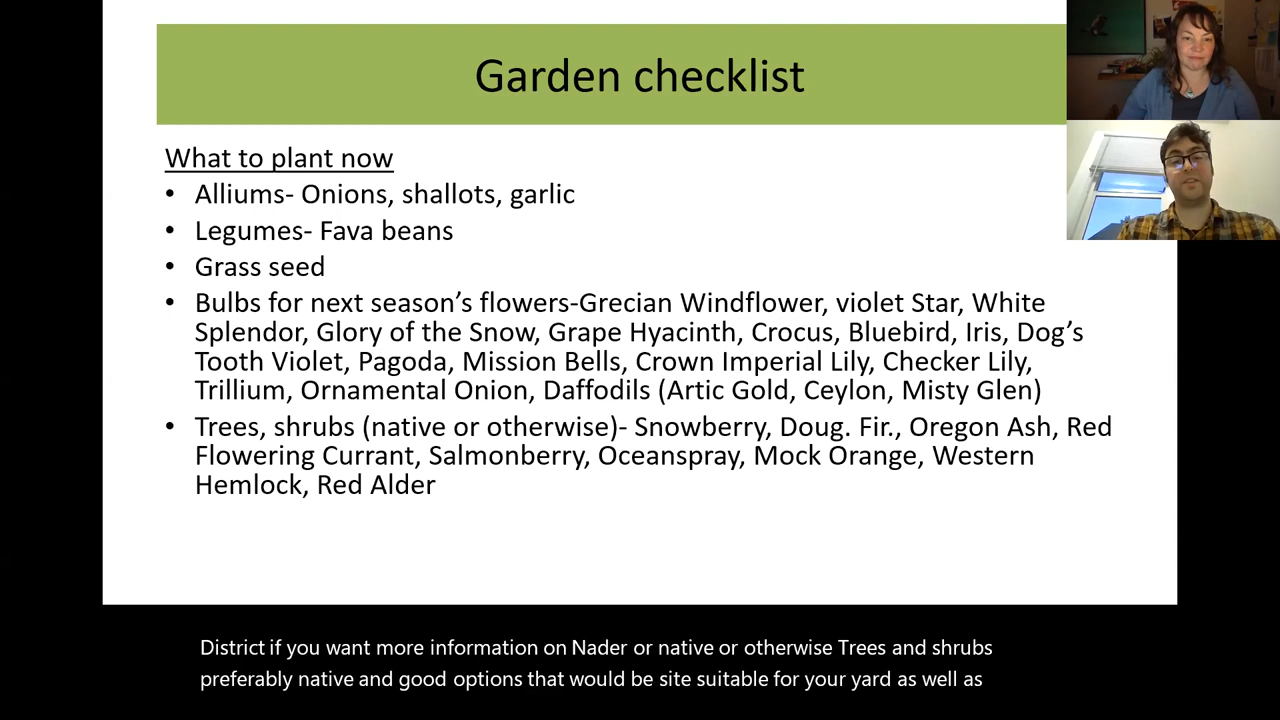 Garden checklist
What to plant now
• Alliums- Onions, shallots, garlic
• Legumes- Fava beans
• Grass seed
• Bulbs for next season’s flowers-Grecian Windflower, violet Star, White
Splendor, Glory of the Snow, Grape Hyacinth, Crocus, Bluebird, Iris, Dog’s
Tooth Violet, Pagoda, Mission Bells, Crown Imperial Lily, Checker Lily,
Trillium, Ornamental Onion, Daffodils (Artic Gold, Ceylon, Misty Glen)
• Trees, shrubs (native or otherwise)- Snowberry, Doug. Fir., Oregon Ash, Red
Flowering Currant, Salmonberry, Oceanspray, Mock Orange, Western
Hemlock, Red Alder
District if you want more information on Nader or native or otherwise Trees and shrubs
preferably native and good options that would be site suitable for your yard as well as